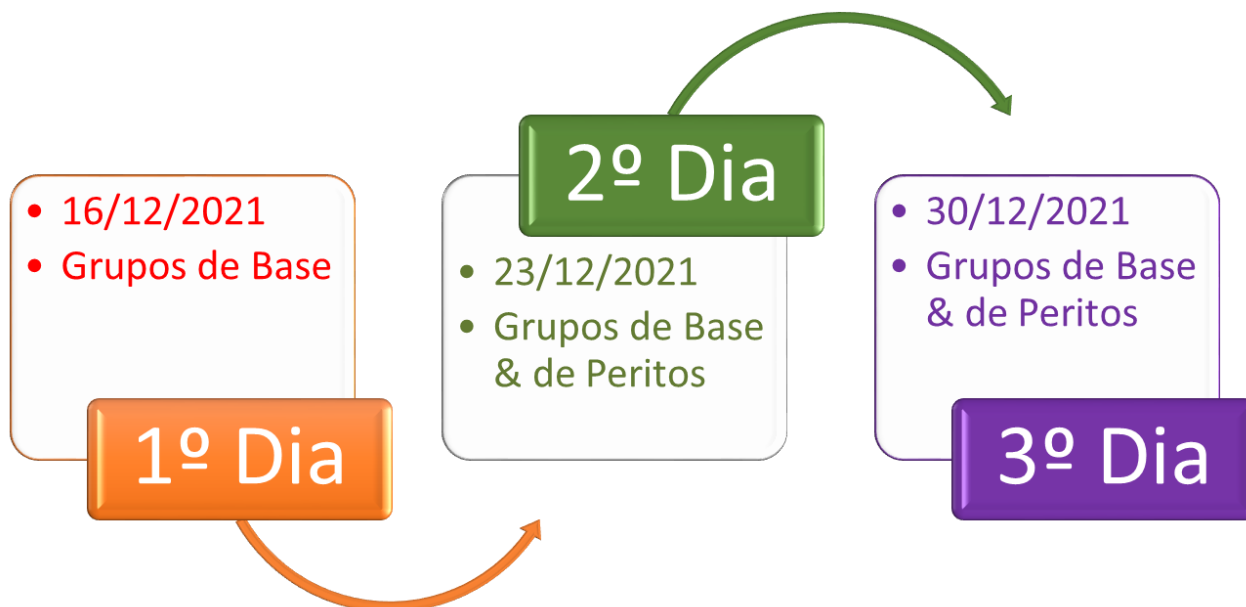 • 16/12/2021
• Grupos de Base
1º Dia
2º Dia
• 23/12/2021
• Grupos de Base
& de Peritos
• 30/12/2021
• Grupos de Base
& de Peritos
3º Dia